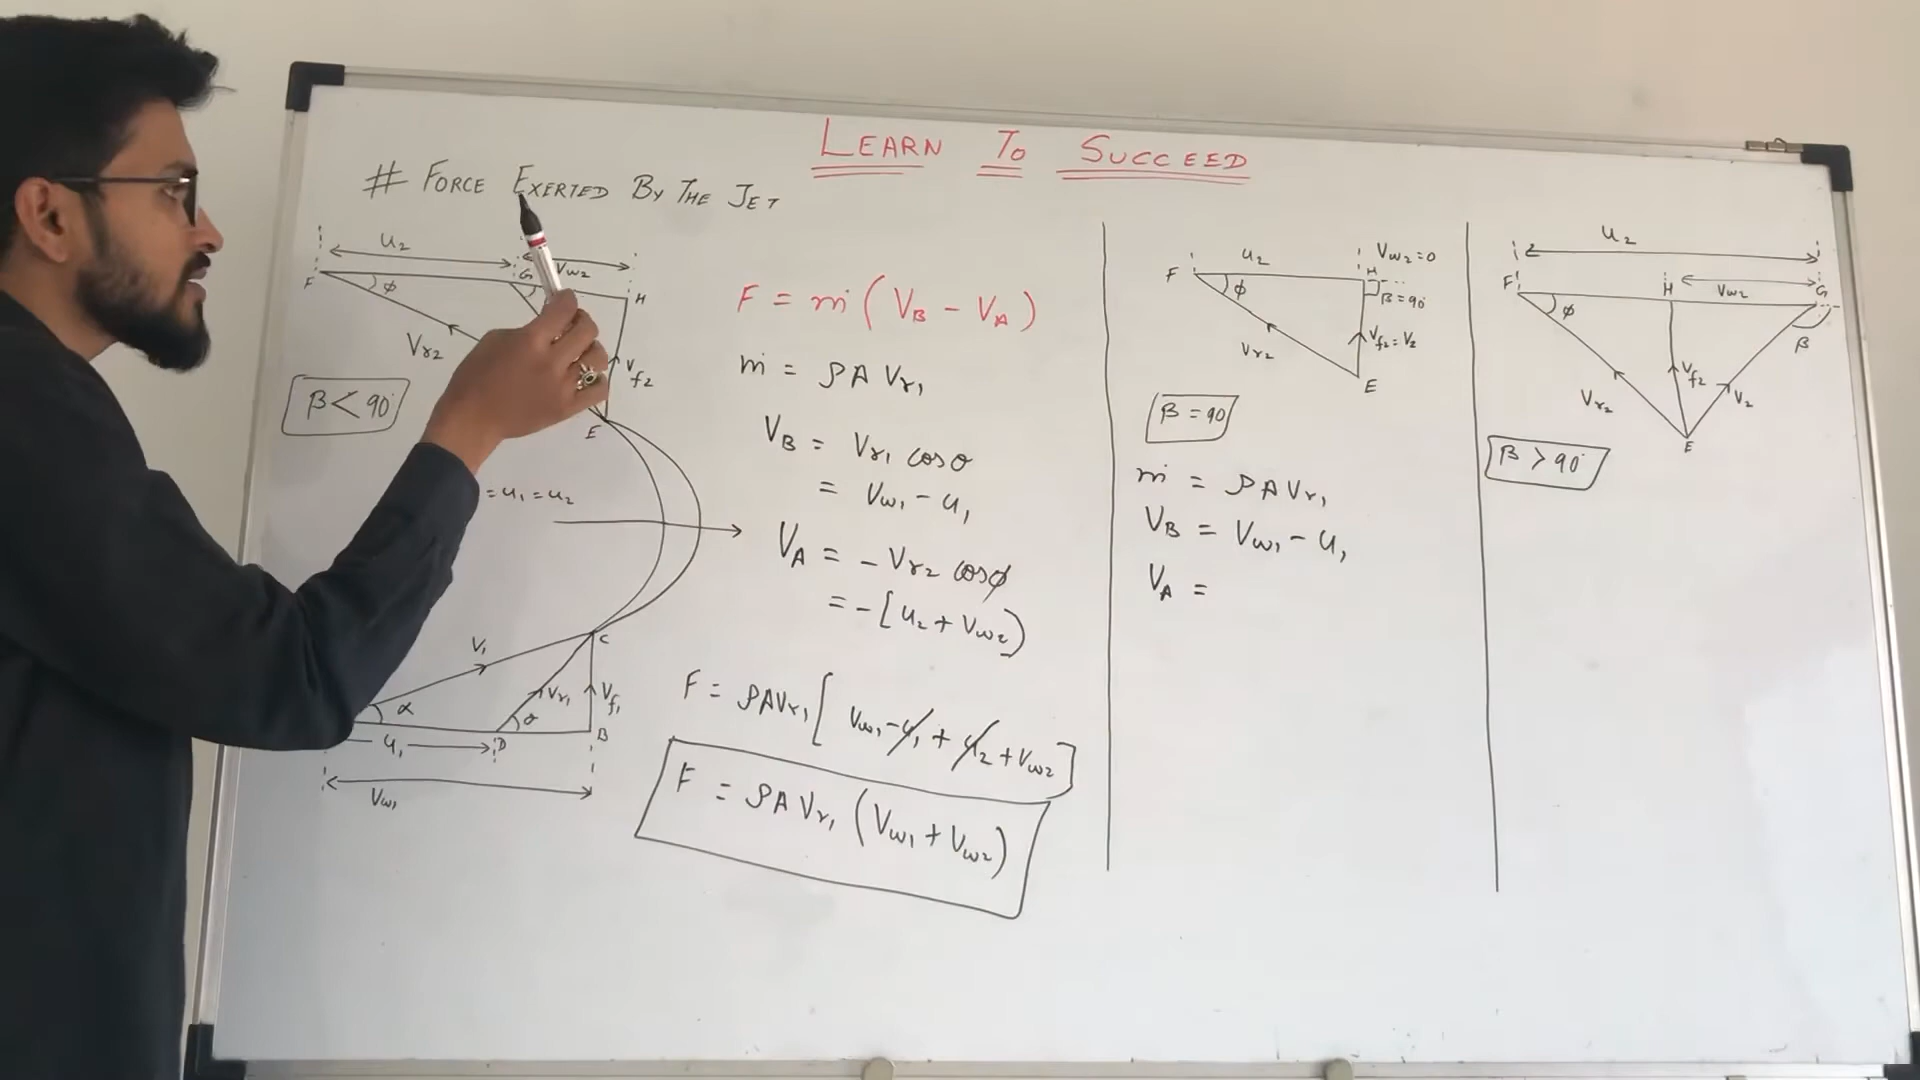 LEARN TO SUCCEED
# FORCE EXERTED BY THE JET
u₂
Vw₂
F
φ
G
H
Vr₂
Vf₂
β < 90°
E
= u₁ = u₂
V₁
C
α
Vr₁
Vf₁
θ
u₁
D
B
Vw₁
F = ṁ (V_B - V_A)
ṁ = ρ A Vr₁
V_B = Vr₁ cosθ
= Vw₁ - u₁
V_A = - Vr₂ cosφ
= - [u₂ + Vw₂)
F = ρAVr₁ [Vw₁ - u₁ + u₂ + Vw₂]
F = ρA Vr₁ (Vw₁ + Vw₂)
u₂
Vw₂ = 0
F
φ
H
β = 90°
Vf₂ = V₂
Vr₂
E
β = 90°
ṁ = ρ A Vr₁
V_B = Vw₁ - u₁
V_A =
u₂
F
φ
H
Vw₂
G
β
Vf₂
Vr₂
V₂
E
β > 90°